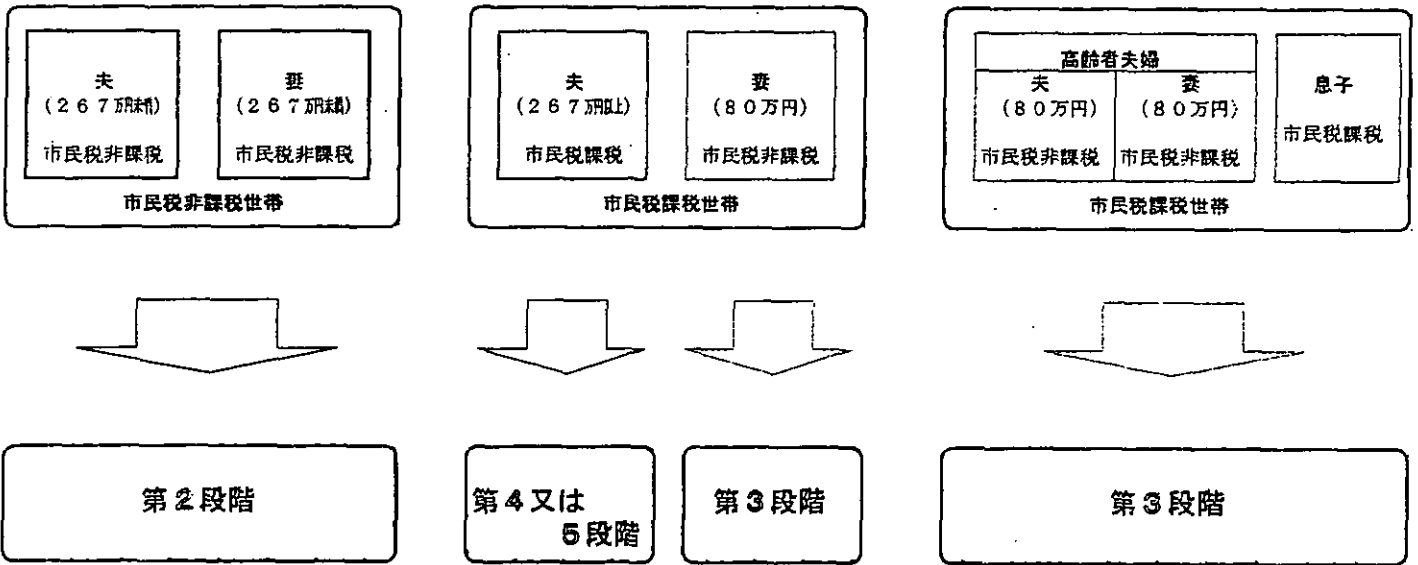 夫
(267万円未満)
市民税非課税
妻
(267万円未満)
市民税非課税
市民税非課税世帯
夫
(267万円以上)
市民税課税
妻
(80万円)
市民税非課税
市民税課税世帯
高齢者夫婦
夫
(80万円)
市民税非課税
妻
(80万円)
市民税非課税
息子
市民税課税
市民税課税世帯
第2段階
第4又は
5段階
第3段階
第3段階